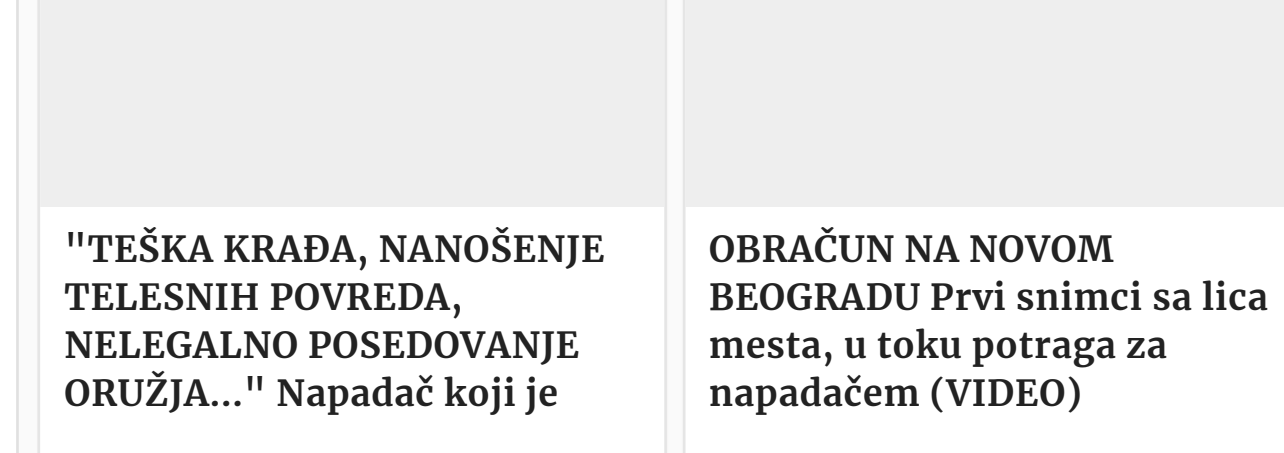 "TEŠKA KRAĐA, NANOŠENJE
TELESNIH POVREDA,
NELEGALNO POSEDOVANJE
ORUŽJA..." Napadač koji je
OBRAČUN NA NOVOM
BEOGRADU Prvi snimci sa lica
mesta, u toku potraga za
napadačem (VIDEO)